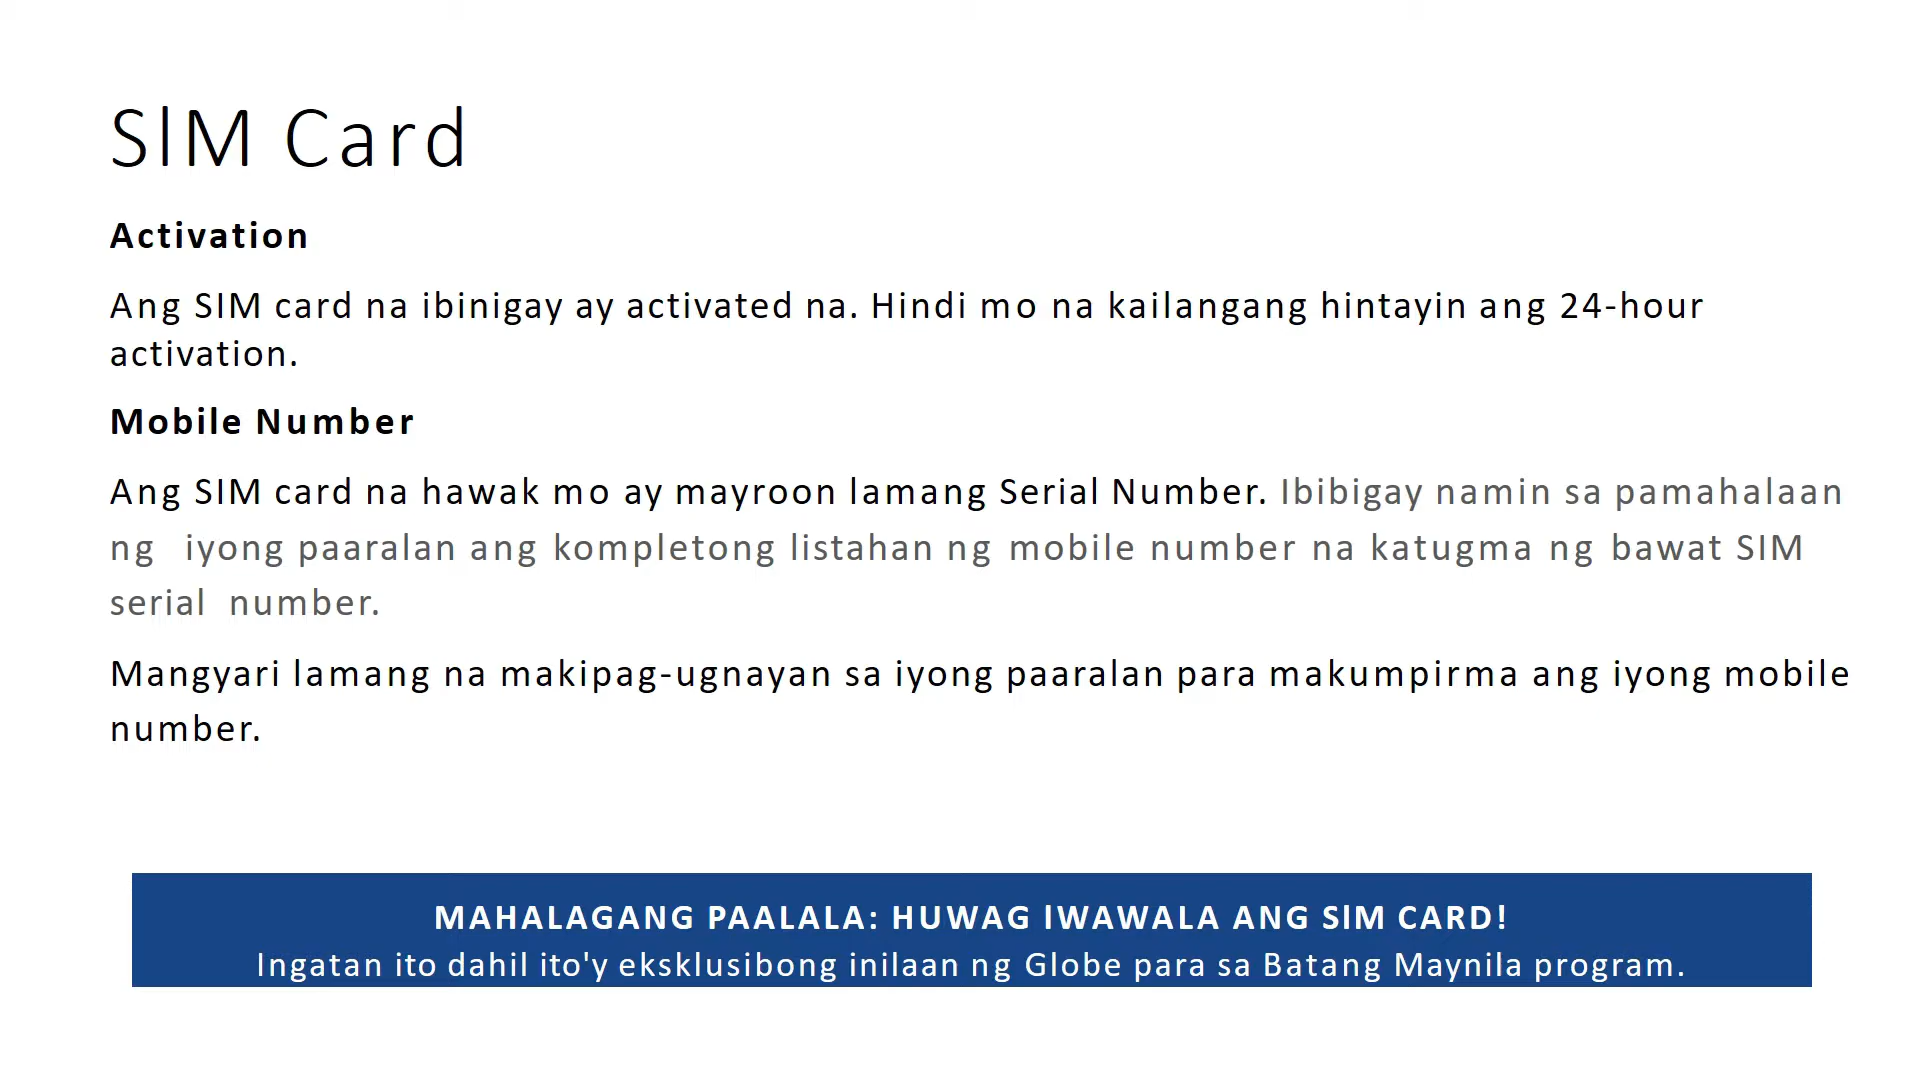 SIM Card
Activation
Ang SIM card na ibinigay ay activated na. Hindi mo na kailangang hintayin ang 24-hour
activation.
Mobile Number
Ang SIM card na hawak mo ay mayroon lamang Serial Number. Ibibigay namin sa pamahalaan
ng iyong paaralan ang kompletong listahan ng mobile number na katugma ng bawat SIM
serial number.
Mangyari lamang na makipag-ugnayan sa iyong paaralan para makumpirma ang iyong mobile
number.
MAHALAGANG PAALALA: HUWAG IWAWALA ANG SIM CARD!
Ingatan ito dahil ito'y eksklusibong inilaan ng Globe para sa Batang Maynila program.